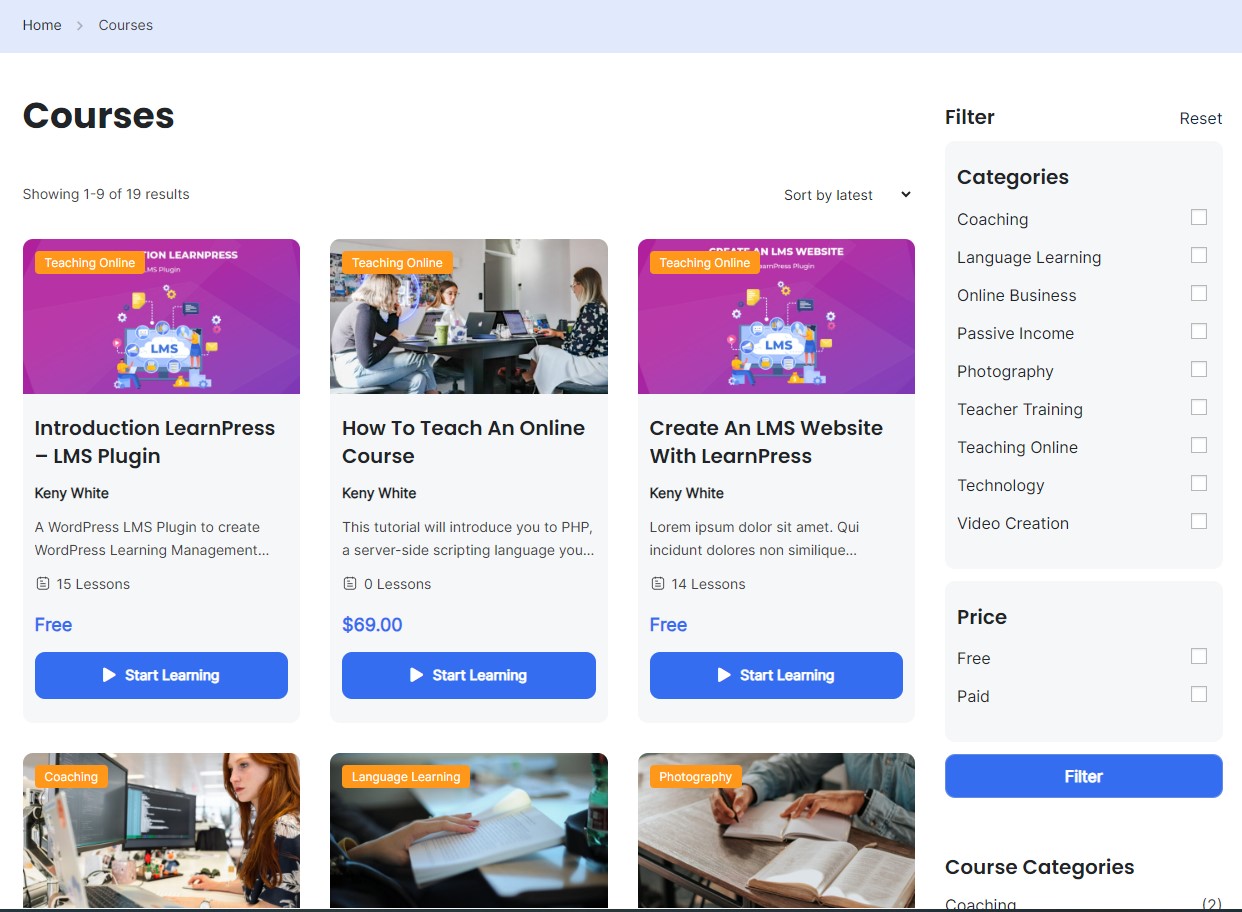 Home
Courses
Courses
Filter
Reset
Showing 1-9 of 19 results
Sort by latest
Teaching Online
TION LEARNPRESS
LMS Plugin
LMS
Introduction LearnPress
– LMS Plugin
Keny White
A WordPress LMS Plugin to create
WordPress Learning Management...
15 Lessons
Free
Start Learning
Teaching Online
How To Teach An Online
Course
Keny White
This tutorial will introduce you to PHP,
a server-side scripting language you...
0 Lessons
$69.00
Start Learning
CREATE AN LMS WEBSITE
Teaching Online
LearnPress Plugin
LMS
Create An LMS Website
With LearnPress
Keny White
Lorem ipsum dolor sit amet. Qui
incidunt dolores non similique...
14 Lessons
Free
Start Learning
Coaching
Language Learning
Photography
Categories
Coaching
Language Learning
Online Business
Passive Income
Photography
Teacher Training
Teaching Online
Technology
Video Creation
Price
Free
Paid
Filter
Course Categories
Coaching
(2)